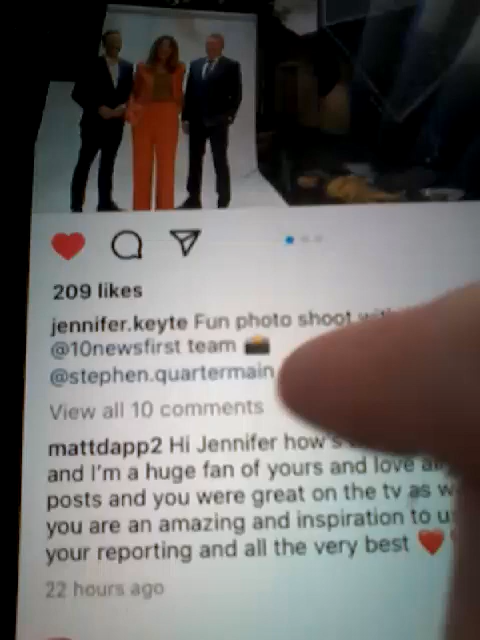 209 likes
jennifer.keyte Fun photo shoot
@10newsfirst team 📸
@stephen.quartermain
View all 10 comments
mattdapp2 Hi Jennifer how's
and I'm a huge fan of yours and love
posts and you were great on the tv as
you are an amazing and inspiration to
your reporting and all the very best ❤️
22 hours ago